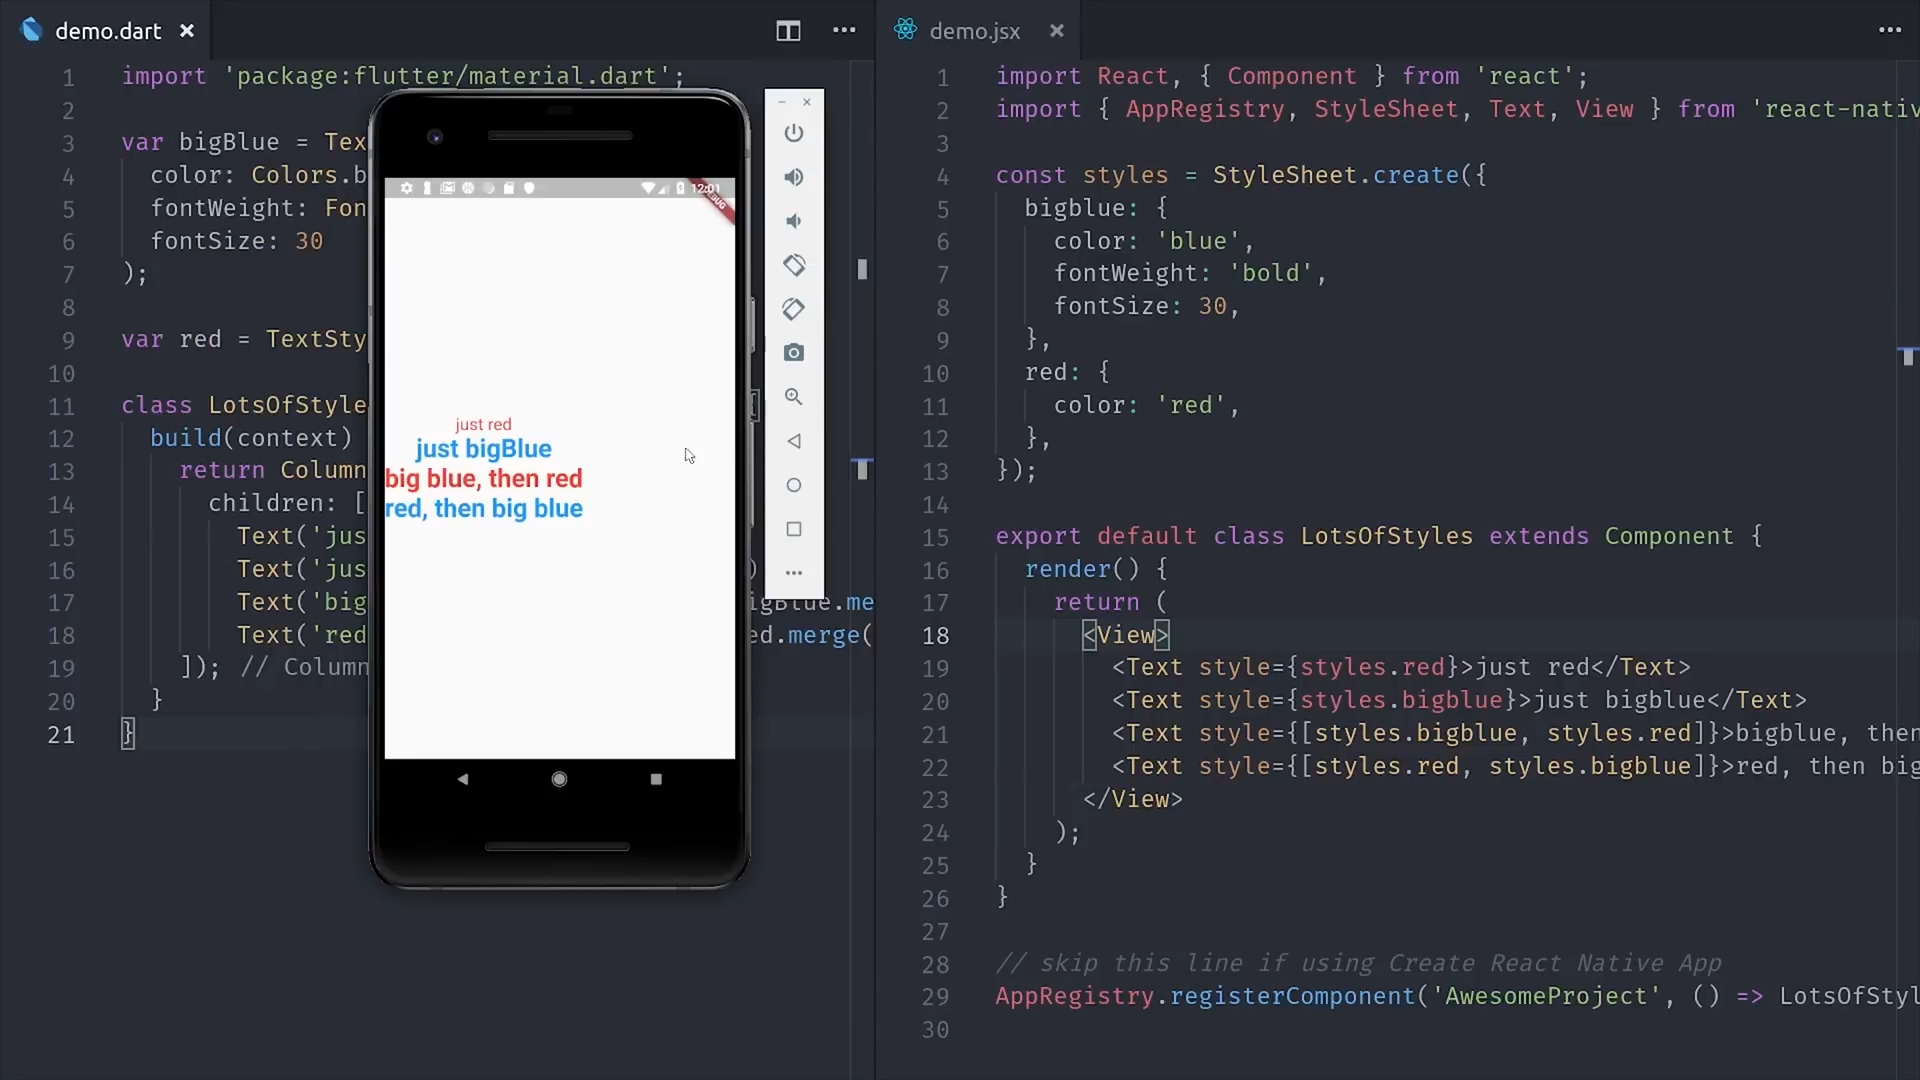 demo.dart
1 import 'package:flutter/material.dart';
2
3 var bigBlue = Tex
4 color: Colors.b
5 fontWeight: Fon
6 fontSize: 30
7 );
8
9 var red = TextSty
10
11 class LotsOfStyle {
12 build(context)
13 return Column
14 children: [
15 Text('jus
16 Text('jus )
17 Text('big igBlue.me
18 Text('red ed.merge(
19 ]); // Column
20 }
21 }
12:01
DEBUG
just red
just bigBlue
big blue, then red
red, then big blue
demo.jsx
1 import React, { Component } from 'react';
2 import { AppRegistry, StyleSheet, Text, View } from 'react-nativ
3
4 const styles = StyleSheet.create({
5 bigblue: {
6 color: 'blue',
7 fontWeight: 'bold',
8 fontSize: 30,
9 },
10 red: {
11 color: 'red',
12 },
13 });
14
15 export default class LotsOfStyles extends Component {
16 render() {
17 return (
18 <View>
19 <Text style={styles.red}>just red</Text>
20 <Text style={styles.bigblue}>just bigblue</Text>
21 <Text style={[styles.bigblue, styles.red]}>bigblue, then
22 <Text style={[styles.red, styles.bigblue]}>red, then big
23 </View>
24 );
25 }
26 }
27
28 // skip this line if using Create React Native App
29 AppRegistry.registerComponent('AwesomeProject', () => LotsOfStyl
30